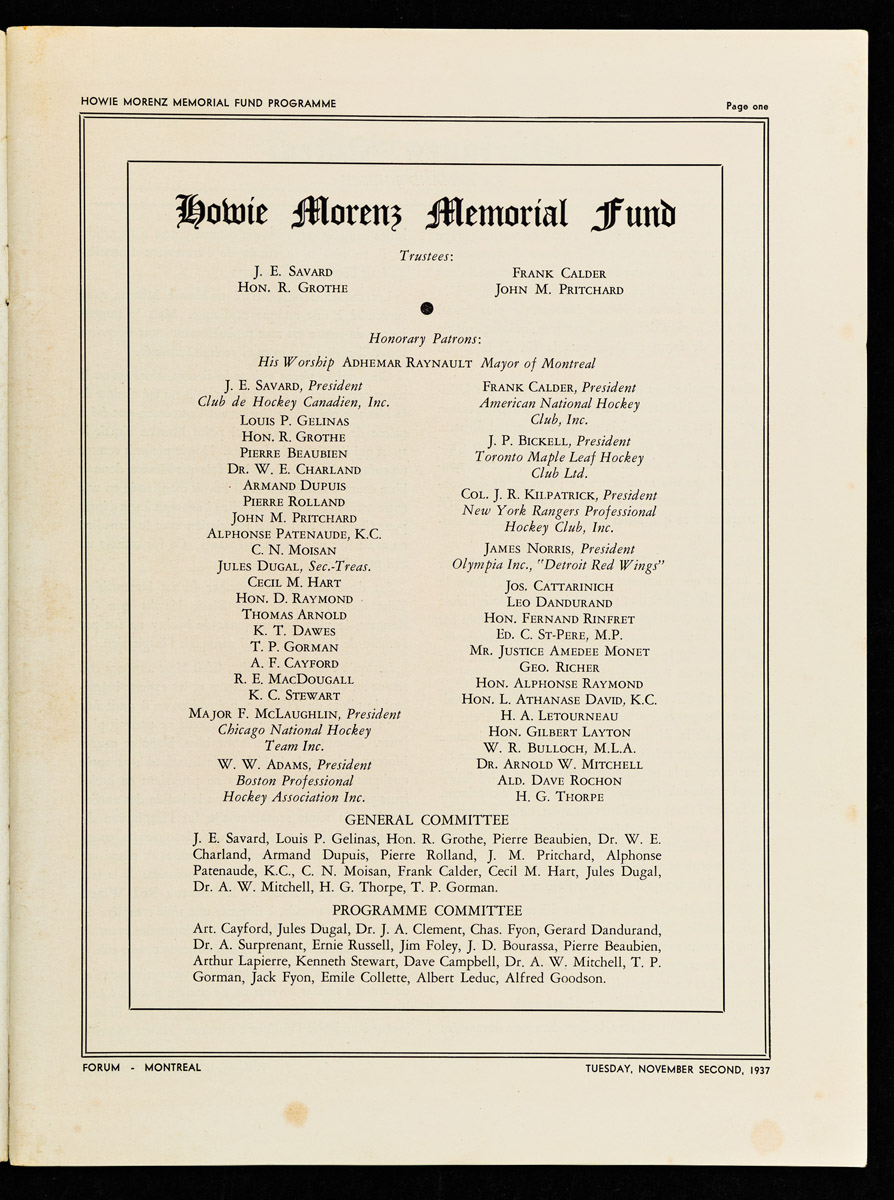 HOWIE MORENZ MEMORIAL FUND PROGRAMME
Page one
Howie Morenz Memorial Fund
Trustees:
J. E. SAVARD
HON. R. GROTHE
FRANK CALDER
JOHN M. PRITCHARD
Honorary Patrons:
His Worship ADHEMAR RAYNAULT Mayor of Montreal
J. E. SAVARD, President
Club de Hockey Canadien, Inc.
LOUIS P. GELINAS
HON. R. GROTHE
PIERRE BEAUBIEN
DR. W. E. CHARLAND
ARMAND DUPUIS
PIERRE ROLLAND
JOHN M. PRITCHARD
ALPHONSE PATENAUDE, K.C.
C. N. MOISAN
JULES DUGAL, Sec.-Treas.
CECIL M. HART
HON. D. RAYMOND
THOMAS ARNOLD
K. T. DAWES
T. P. GORMAN
A. F. CAYFORD
R. E. MACDOUGALL
K. C. STEWART
MAJOR F. MCLAUGHLIN, President
Chicago National Hockey
Team Inc.
W. W. ADAMS, President
Boston Professional
Hockey Association Inc.
FRANK CALDER, President
American National Hockey
Club, Inc.
J. P. BICKELL, President
Toronto Maple Leaf Hockey
Club Ltd.
COL. J. R. KILPATRICK, President
New York Rangers Professional
Hockey Club, Inc.
JAMES NORRIS, President
Olympia Inc., "Detroit Red Wings"
JOS. CATTARINICH
LEO DANDURAND
HON. FERNAND RINFRET
ED. C. ST-PERE, M.P.
MR. JUSTICE AMEDEE MONET
GEO. RICHER
HON. ALPHONSE RAYMOND
HON. L. ATHANASE DAVID, K.C.
H. A. LETOURNEAU
HON. GILBERT LAYTON
W. R. BULLOCH, M.L.A.
DR. ARNOLD W. MITCHELL
ALD. DAVE ROCHON
H. G. THORPE
GENERAL COMMITTEE
J. E. Savard, Louis P. Gelinas, Hon. R. Grothe, Pierre Beaubien, Dr. W. E.
Charland, Armand Dupuis, Pierre Rolland, J. M. Pritchard, Alphonse
Patenaude, K.C., C. N. Moisan, Frank Calder, Cecil M. Hart, Jules Dugal,
Dr. A. W. Mitchell, H. G. Thorpe, T. P. Gorman.
PROGRAMME COMMITTEE
Art. Cayford, Jules Dugal, Dr. J. A. Clement, Chas. Fyon, Gerard Dandurand,
Dr. A. Surprenant, Ernie Russell, Jim Foley, J. D. Bourassa, Pierre Beaubien,
Arthur Lapierre, Kenneth Stewart, Dave Campbell, Dr. A. W. Mitchell, T. P.
Gorman, Jack Fyon, Emile Collette, Albert Leduc, Alfred Goodson.
FORUM - MONTREAL
TUESDAY, NOVEMBER SECOND, 1937